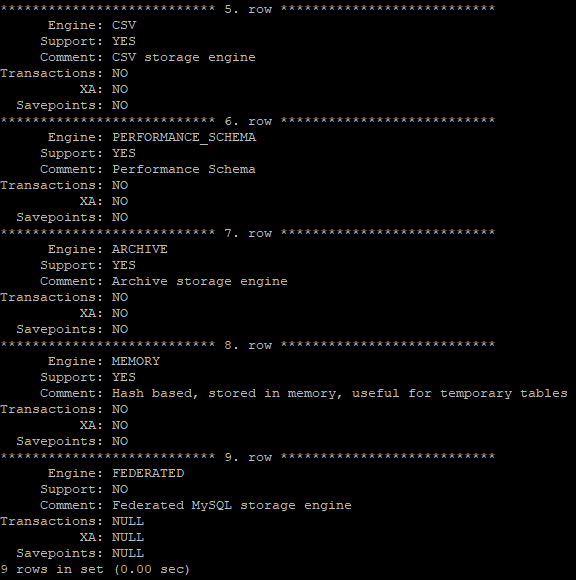 *************************** 5. row ***************************
      Engine: CSV
     Support: YES
     Comment: CSV storage engine
Transactions: NO
          XA: NO
  Savepoints: NO
*************************** 6. row ***************************
      Engine: PERFORMANCE_SCHEMA
     Support: YES
     Comment: Performance Schema
Transactions: NO
          XA: NO
  Savepoints: NO
*************************** 7. row ***************************
      Engine: ARCHIVE
     Support: YES
     Comment: Archive storage engine
Transactions: NO
          XA: NO
  Savepoints: NO
*************************** 8. row ***************************
      Engine: MEMORY
     Support: YES
     Comment: Hash based, stored in memory, useful for temporary tables
Transactions: NO
          XA: NO
  Savepoints: NO
*************************** 9. row ***************************
      Engine: FEDERATED
     Support: NO
     Comment: Federated MySQL storage engine
Transactions: NULL
          XA: NULL
  Savepoints: NULL
9 rows in set (0.00 sec)